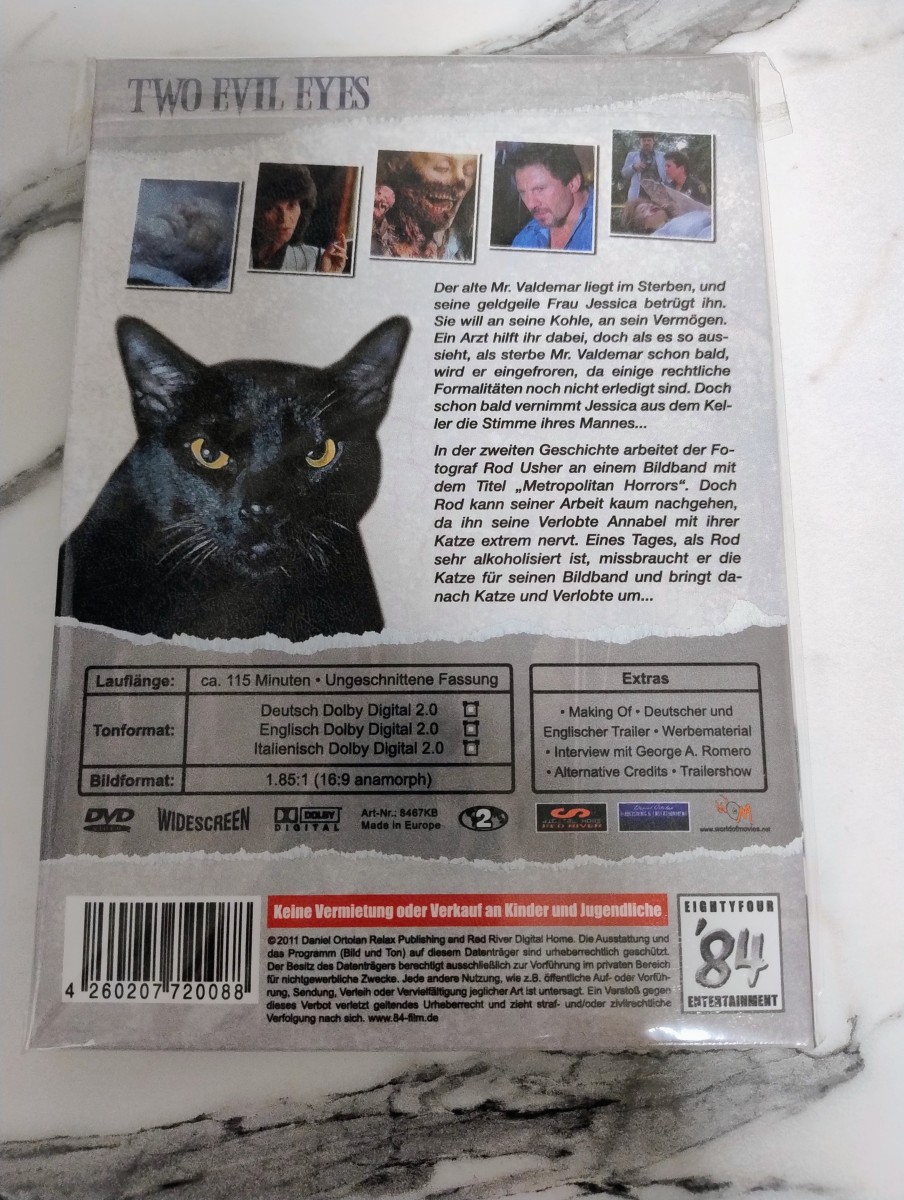 TWO EVIL EYES
Der alte Mr. Valdemar liegt im Sterben, und
seine geldgeile Frau Jessica betrügt ihn.
Sie will an seine Kohle, an sein Vermögen.
Ein Arzt hilft ihr dabei, doch als es so aus-
sieht, als sterbe Mr. Valdemar schon bald,
wird er eingefroren, da einige rechtliche
Formalitäten noch nicht erledigt sind. Doch
schon bald vernimmt Jessica aus dem Kel-
ler die Stimme ihres Mannes...
In der zweiten Geschichte arbeitet der Fo-
tograf Rod Usher an einem Bildband mit
dem Titel „Metropolitan Horrors“. Doch
Rod kann seiner Arbeit kaum nachgehen,
da ihn seine Verlobte Annabel mit ihrer
Katze extrem nervt. Eines Tages, als Rod
sehr alkoholisiert ist, missbraucht er die
Katze für seinen Bildband und bringt da-
nach Katze und Verlobte um...
Lauflänge: ca. 115 Minuten • Ungeschnittene Fassung
Tonformat:
Deutsch Dolby Digital 2.0
Englisch Dolby Digital 2.0
Italienisch Dolby Digital 2.0
Bildformat: 1.85:1 (16:9 anamorph)
Extras
• Making Of • Deutscher und
Englischer Trailer • Werbematerial
• Interview mit George A. Romero
• Alternative Credits • Trailershow
DVD
WIDESCREEN
DOLBY
DIGITAL
Art-Nr.: 8467KB
Made in Europe
2
RED RIVER
WOM
www.worldofmovies.net
4 260207 720088
Keine Vermietung oder Verkauf an Kinder und Jugendliche
©2011 Daniel Ortolan Relax Publishing and Red River Digital Home. Die Ausstattung und
das Programm (Bild und Ton) auf diesem Datenträger sind urheberrechtlich geschützt.
Der Besitz des Datenträgers berechtigt ausschließlich zur Vorführung im privaten Bereich
für nichtgewerbliche Zwecke. Jede andere Nutzung, wie z.B. öffentliche Auf- oder Vorfüh-
rung, Sendung, Verleih oder Vervielfältigung jeglicher Art ist untersagt. Ein Verstoß gegen
dieses Verbot verletzt geltendes Urheberrecht und zieht straf- und/oder zivilrechtliche
Verfolgung nach sich. www.84-film.de
EIGHTYFOUR
'84
ENTERTAINMENT